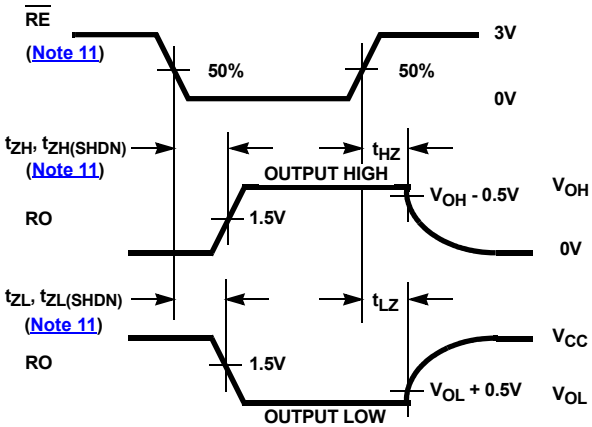 RE
(Note 11)
50%
50%
3V
0V
tZH, tZH(SHDN)
(Note 11)
tHZ
OUTPUT HIGH
RO
1.5V
VOH - 0.5V
VOH
0V
tZL, tZL(SHDN)
(Note 11)
tLZ
RO
1.5V
VCC
VOL + 0.5V
VOL
OUTPUT LOW